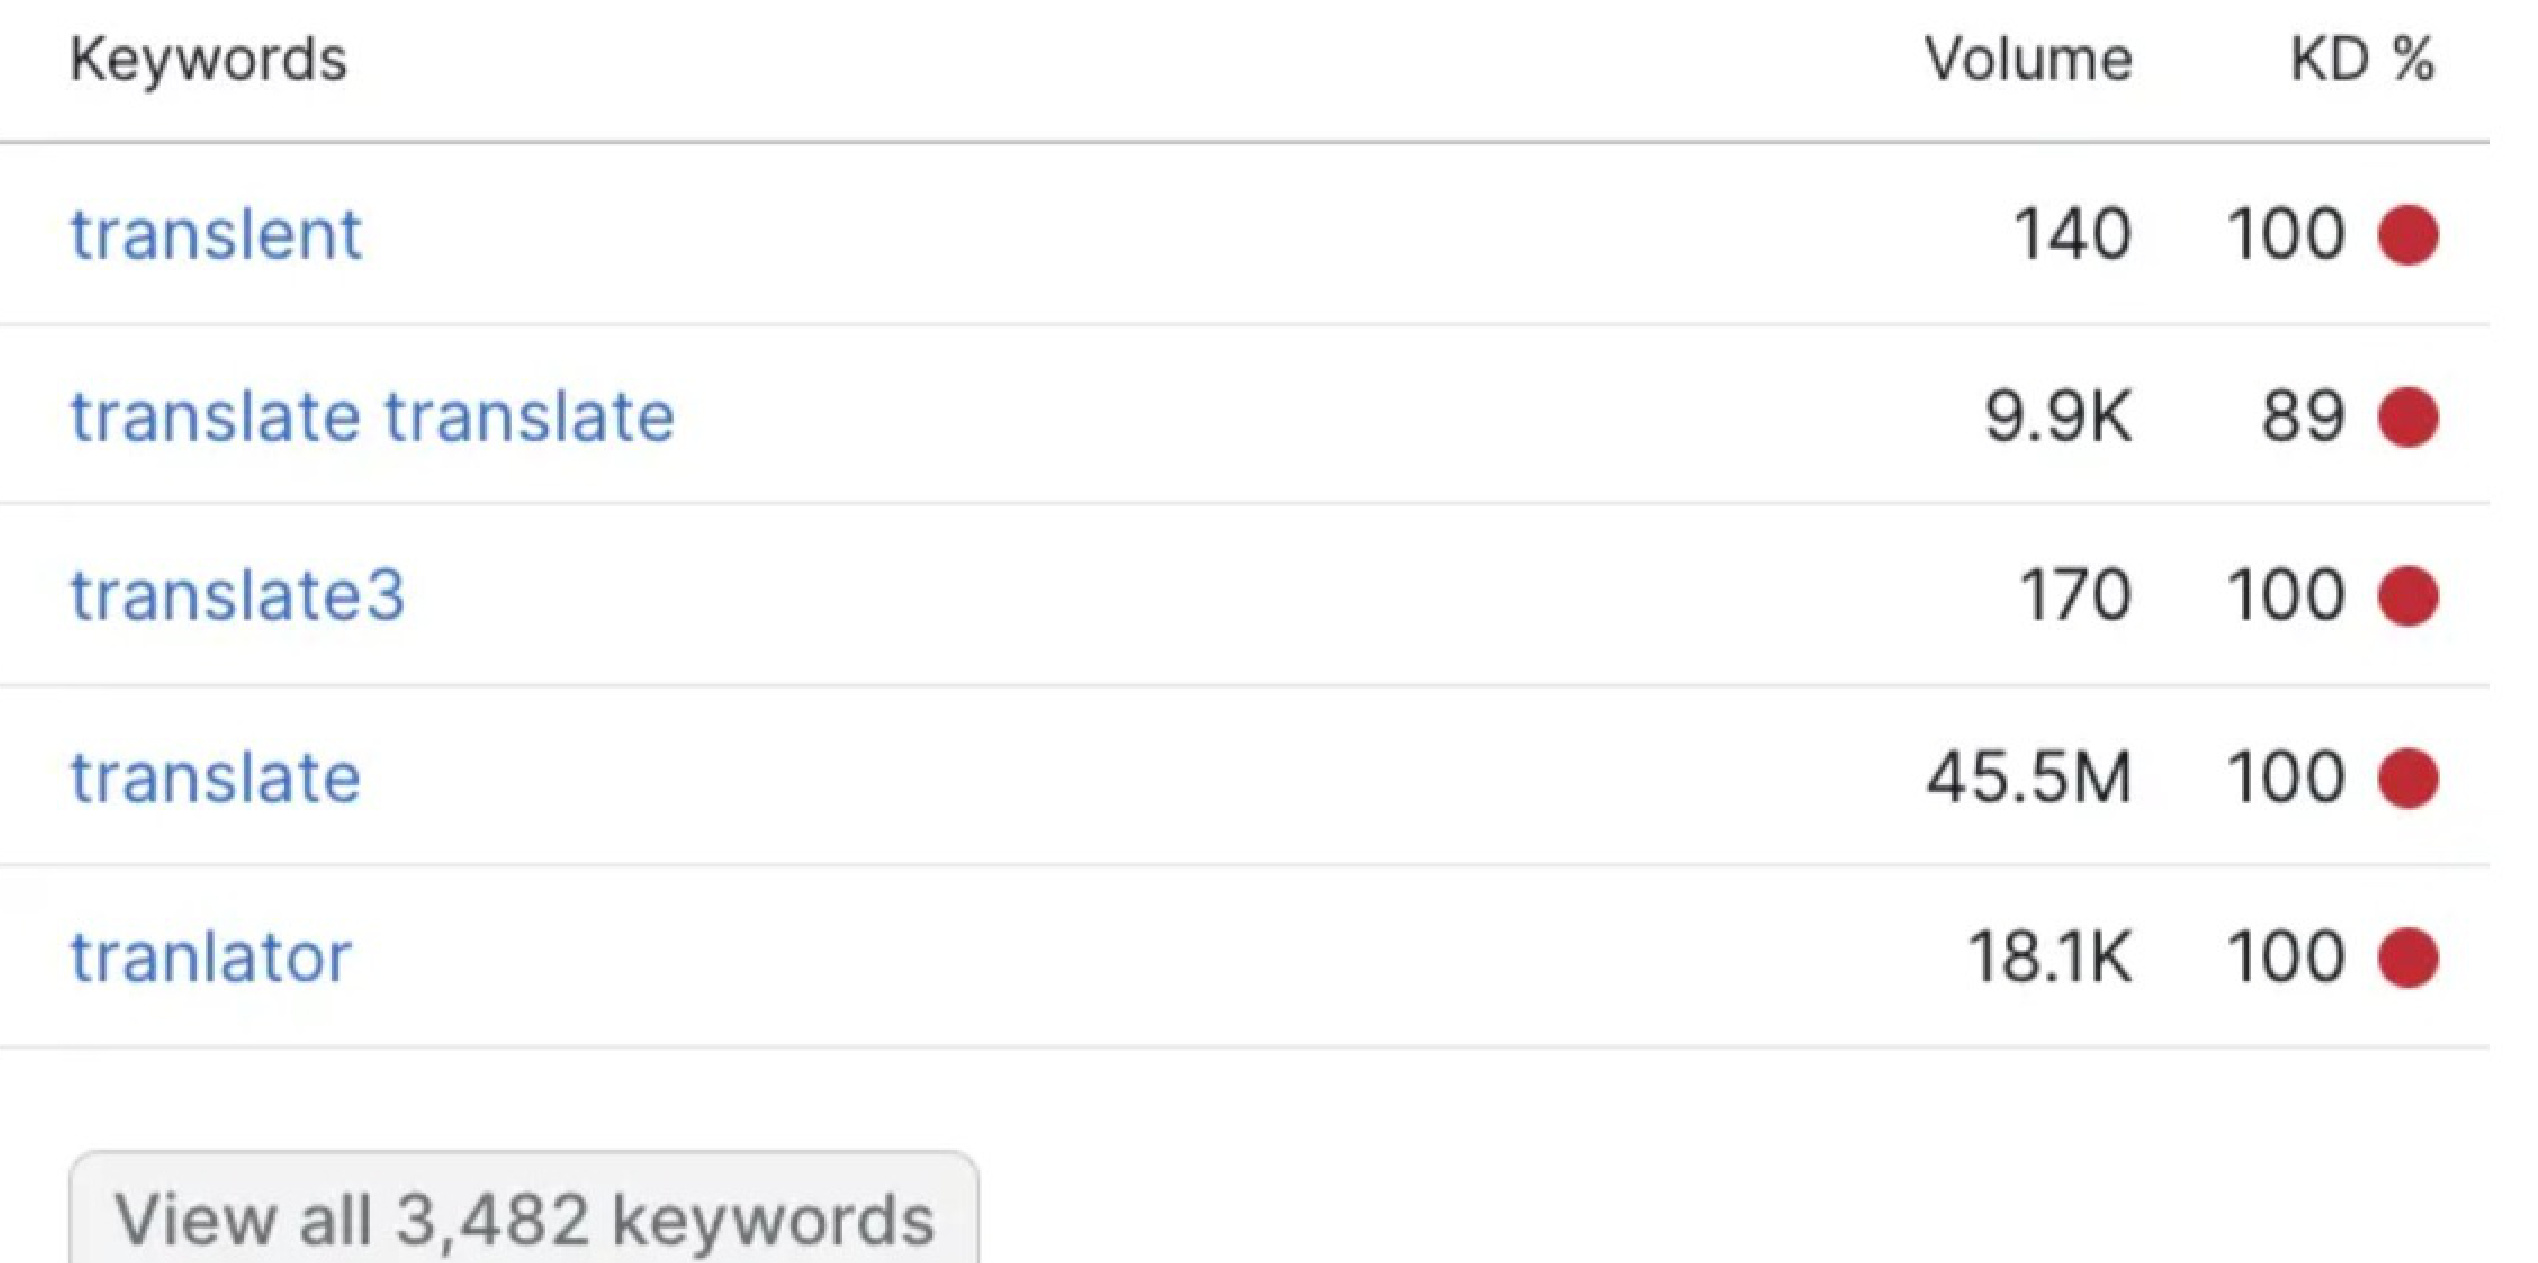 Keywords Volume KD %
translent 140 100
translate translate 9.9K 89
translate3 170 100
translate 45.5M 100
tranlator 18.1K 100
View all 3,482 keywords